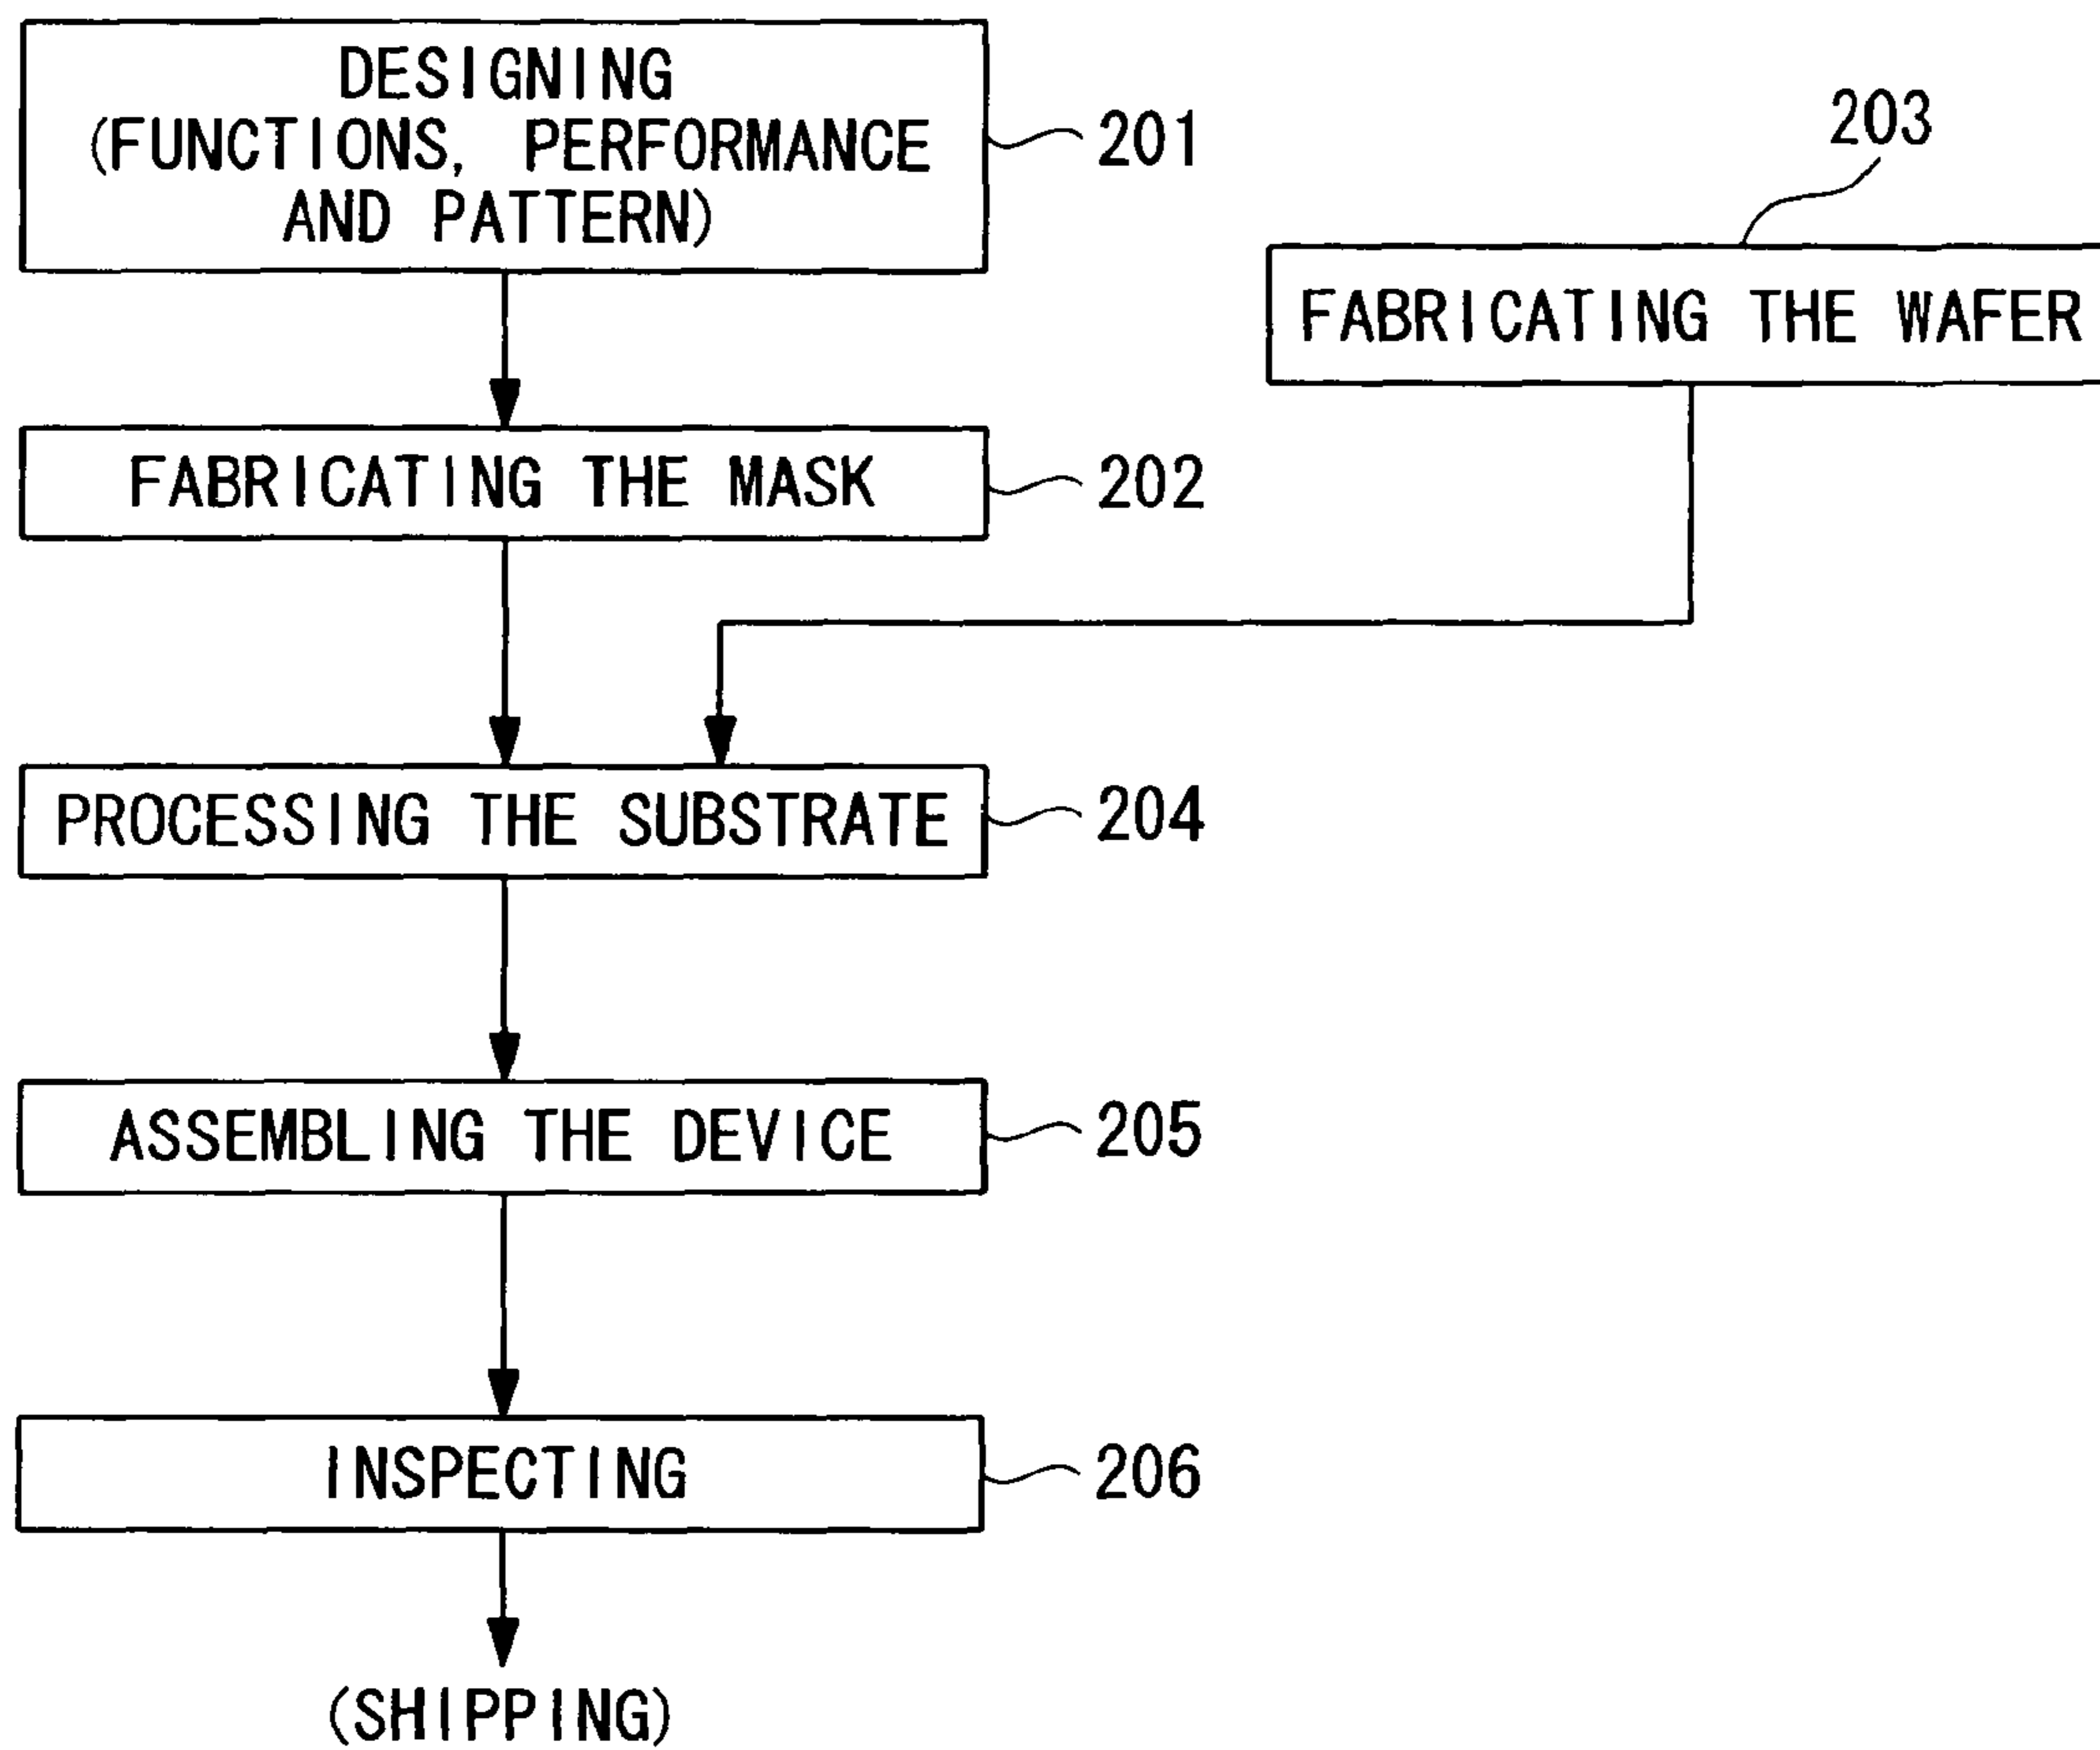 DESIGNING
(FUNCTIONS, PERFORMANCE
AND PATTERN)
201
203
FABRICATING THE WAFER
FABRICATING THE MASK
202
PROCESSING THE SUBSTRATE
204
ASSEMBLING THE DEVICE
205
INSPECTING
206
(SHIPPING)